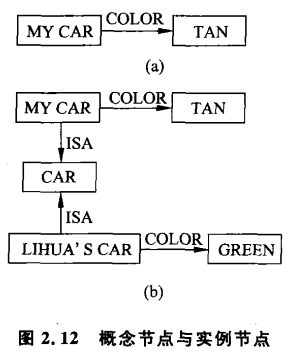 COLOR
MY CAR TAN
(a)
COLOR
MY CAR TAN
ISA
CAR
ISA
COLOR
LIHUA'S CAR GREEN
(b)
图 2.12 概念节点与实例节点